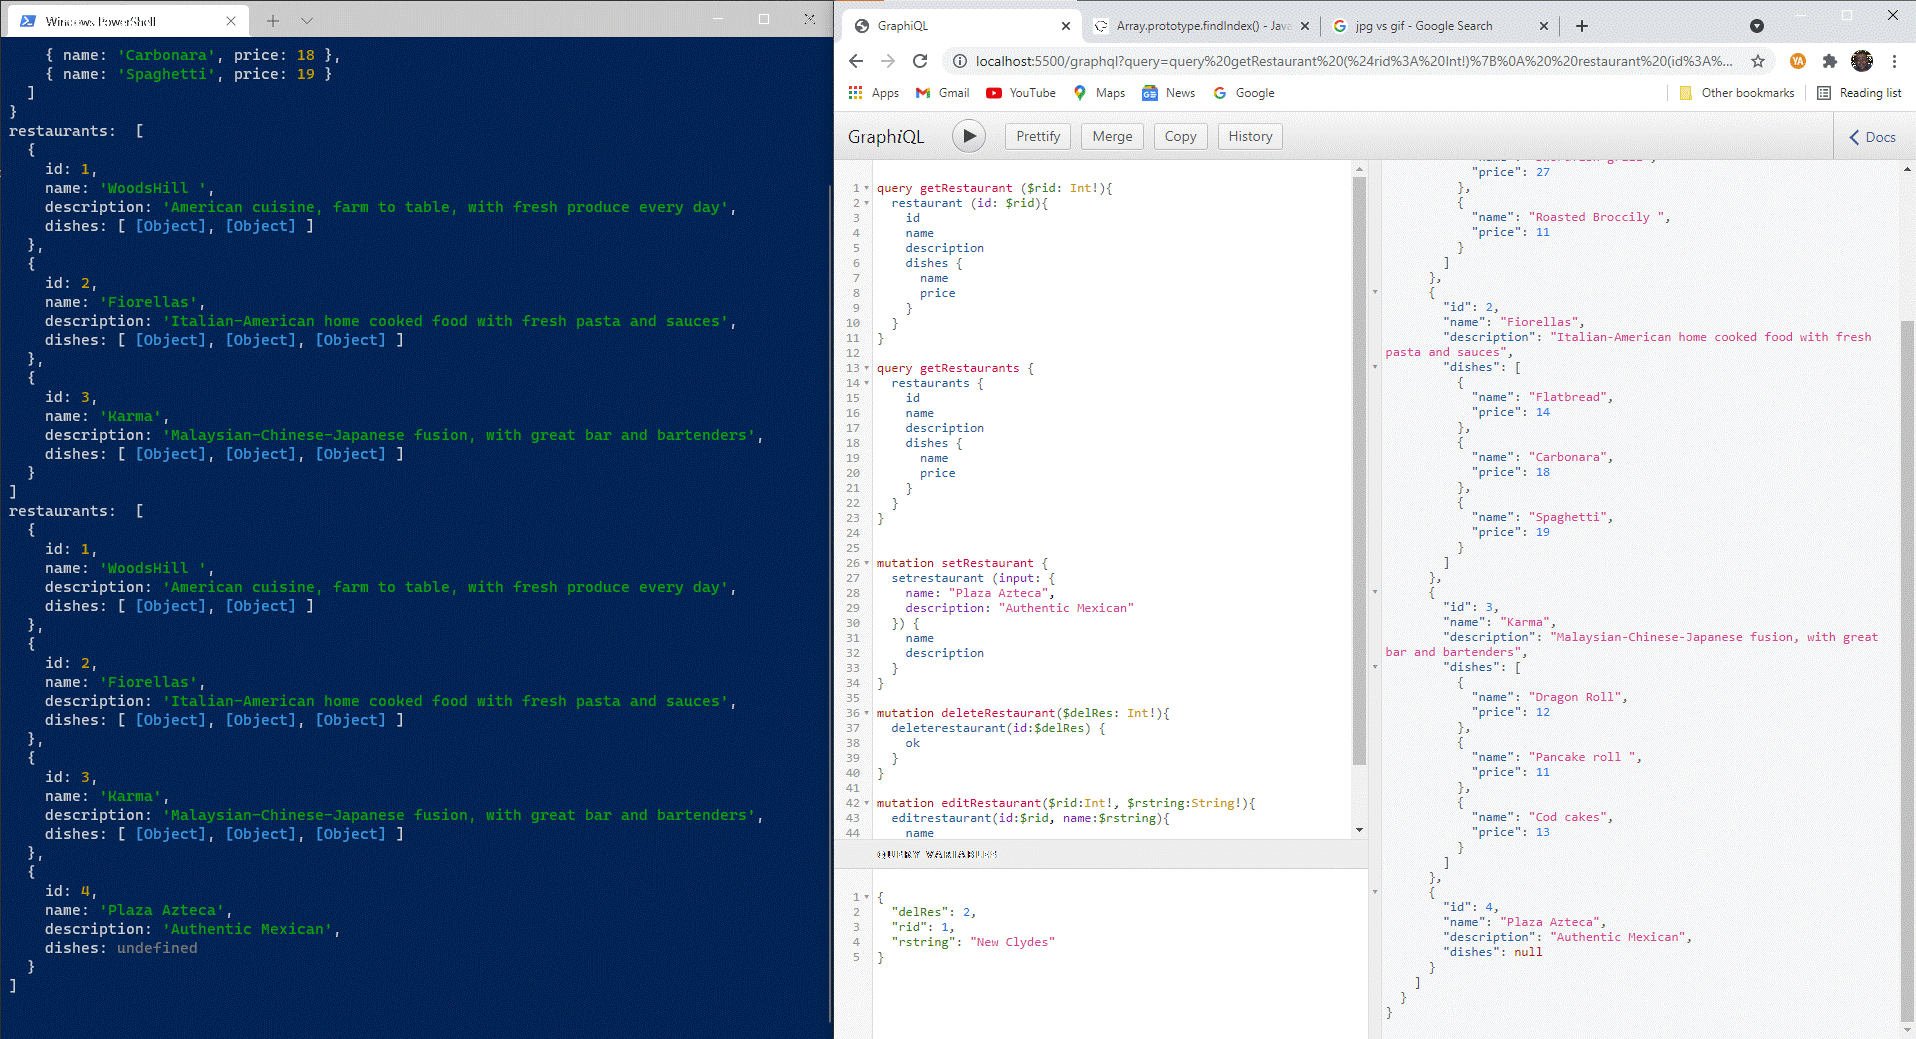 Windows PowerShell
    { name: 'Carbonara', price: 18 },
    { name: 'Spaghetti', price: 19 }
  ]
}
restaurants:  [
  {
    id: 1,
    name: 'WoodsHill ',
    description: 'American cuisine, farm to table, with fresh produce every day',
    dishes: [ [Object], [Object] ]
  },
  {
    id: 2,
    name: 'Fiorellas',
    description: 'Italian-American home cooked food with fresh pasta and sauces',
    dishes: [ [Object], [Object], [Object] ]
  },
  {
    id: 3,
    name: 'Karma',
    description: 'Malaysian-Chinese-Japanese fusion, with great bar and bartenders',
    dishes: [ [Object], [Object], [Object] ]
  }
]
restaurants:  [
  {
    id: 1,
    name: 'WoodsHill ',
    description: 'American cuisine, farm to table, with fresh produce every day',
    dishes: [ [Object], [Object] ]
  },
  {
    id: 2,
    name: 'Fiorellas',
    description: 'Italian-American home cooked food with fresh pasta and sauces',
    dishes: [ [Object], [Object], [Object] ]
  },
  {
    id: 3,
    name: 'Karma',
    description: 'Malaysian-Chinese-Japanese fusion, with great bar and bartenders',
    dishes: [ [Object], [Object], [Object] ]
  },
  {
    id: 4,
    name: 'Plaza Azteca',
    description: 'Authentic Mexican',
    dishes: undefined
  }
]
GraphiQL
Array.prototype.findIndex() - Java
jpg vs gif - Google Search
localhost:5500/graphql?query=query%20getRestaurant%20(%24rid%3A%20Int!)%7B%0A%20%20restaurant%20(id%3A%...
YA
Apps Gmail YouTube Maps News Google Other bookmarks Reading list
GraphiQL Prettify Merge Copy History Docs
1 query getRestaurant ($rid: Int!){
2   restaurant (id: $rid){
3     id
4     name
5     description
6     dishes {
7       name
8       price
9     }
10   }
11 }
12
13 query getRestaurants {
14   restaurants {
15     id
16     name
17     description
18     dishes {
19       name
20       price
21     }
22   }
23 }
24
25
26 mutation setRestaurant {
27   setrestaurant (input: {
28     name: "Plaza Azteca",
29     description: "Authentic Mexican"
30   }) {
31     name
32     description
33   }
34 }
35
36 mutation deleteRestaurant($delRes: Int!){
37   deleterestaurant(id:$delRes) {
38     ok
39   }
40 }
41
42 mutation editRestaurant($rid:Int!, $rstring:String!){
43   editrestaurant(id:$rid, name:$rstring){
44     name
QUERY VARIABLES
1 {
2   "delRes": 2,
3   "rid": 1,
4   "rstring": "New Clydes"
5 }
            "price": 27
          },
          {
            "name": "Roasted Broccily ",
            "price": 11
          }
        ]
      },
      {
        "id": 2,
        "name": "Fiorellas",
        "description": "Italian-American home cooked food with fresh
pasta and sauces",
        "dishes": [
          {
            "name": "Flatbread",
            "price": 14
          },
          {
            "name": "Carbonara",
            "price": 18
          },
          {
            "name": "Spaghetti",
            "price": 19
          }
        ]
      },
      {
        "id": 3,
        "name": "Karma",
        "description": "Malaysian-Chinese-Japanese fusion, with great
bar and bartenders",
        "dishes": [
          {
            "name": "Dragon Roll",
            "price": 12
          },
          {
            "name": "Pancake roll ",
            "price": 11
          },
          {
            "name": "Cod cakes",
            "price": 13
          }
        ]
      },
      {
        "id": 4,
        "name": "Plaza Azteca",
        "description": "Authentic Mexican",
        "dishes": null
      }
    ]
  }
}